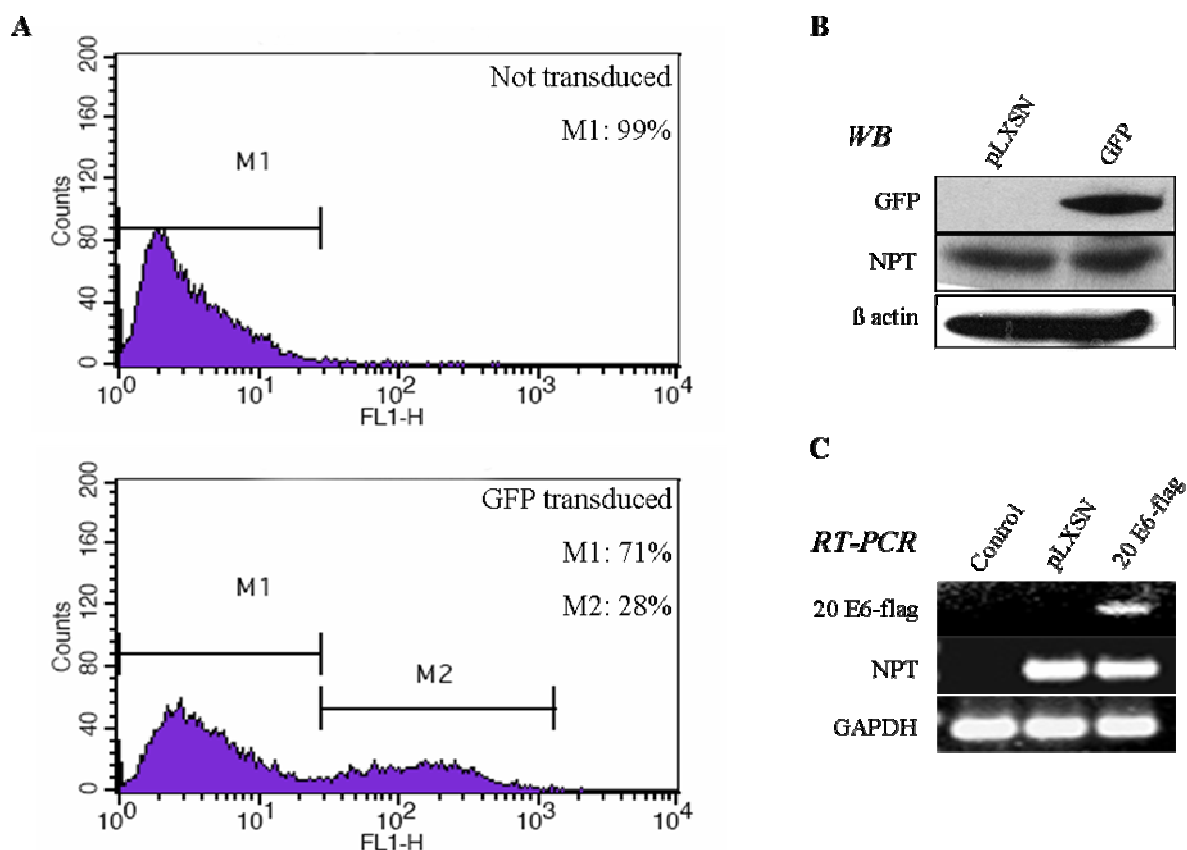 A
Not transduced
M1: 99%
M1
200
160
120
80
40
0
Counts
10^0 10^1 10^2 10^3 10^4
FL1-H
GFP transduced
M1: 71%
M2: 28%
M1
M2
200
160
120
80
40
0
Counts
10^0 10^1 10^2 10^3 10^4
FL1-H
B
WB pLXSN GFP
GFP
NPT
ß actin
C
RT-PCR Control pLXSN 20 E6-flag
20 E6-flag
NPT
GAPDH